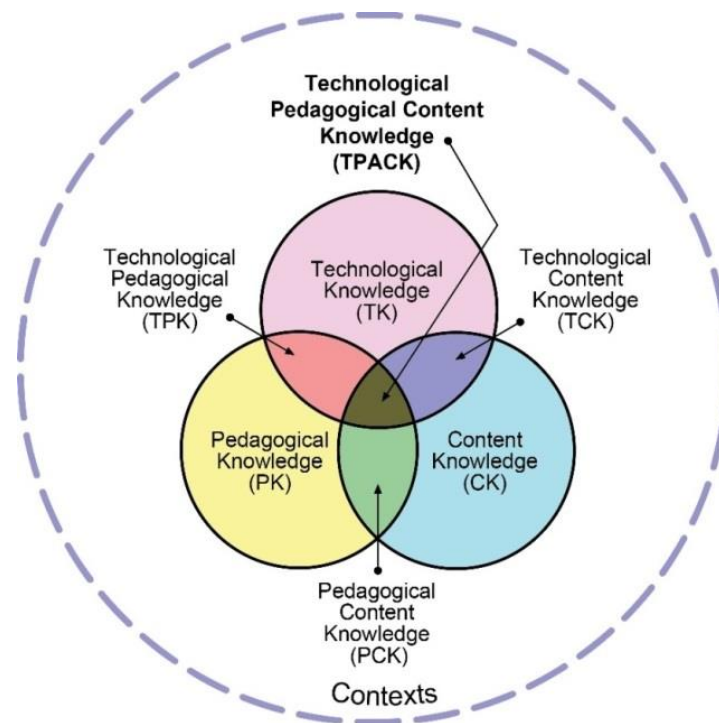 Technological
Pedagogical Content
Knowledge
(TPACK)
Technological
Pedagogical
Knowledge
(TPK)
Technological
Knowledge
(TK)
Technological
Content
Knowledge
(TCK)
Pedagogical
Knowledge
(PK)
Content
Knowledge
(CK)
Pedagogical
Content
Knowledge
(PCK)
Contexts